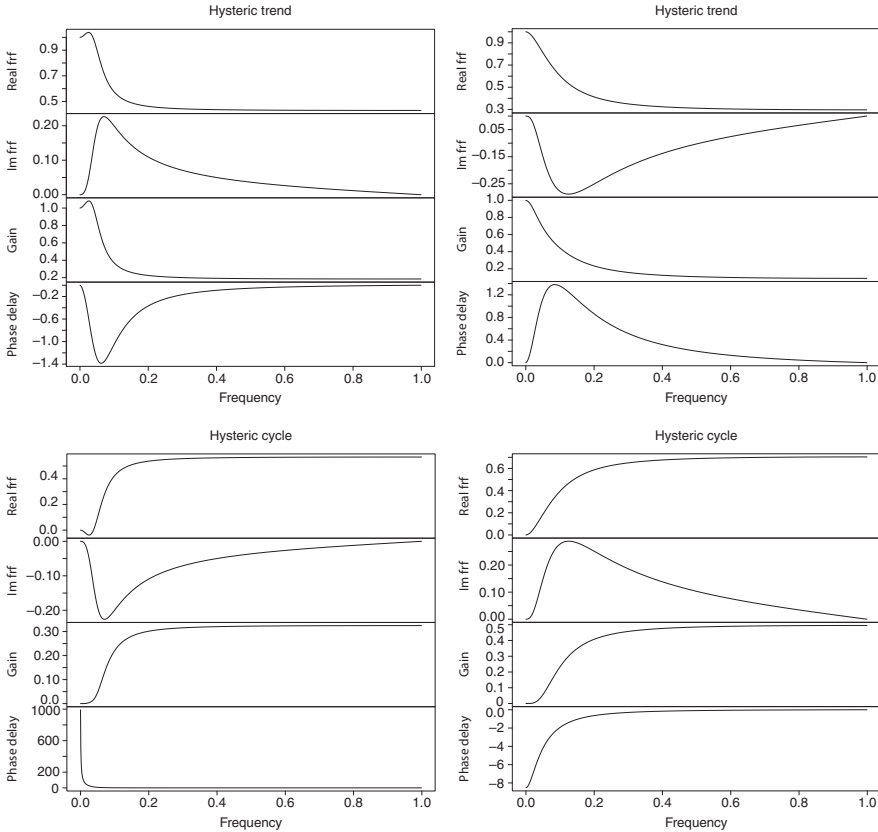 Hysteric trend
Real frf
0.9
0.7
0.5
Im frf
0.20
0.10
0.00
Gain
1.0
0.8
0.6
0.4
0.2
Phase delay
−0.2
−0.6
−1.0
−1.4
0.0 0.2 0.4 0.6 0.8 1.0
Frequency
Hysteric trend
Real frf
0.9
0.7
0.5
0.3
Im frf
0.05
−0.15
−0.25
Gain
1.0
0.8
0.6
0.4
0.2
Phase delay
1.2
0.8
0.4
0.0
0.0 0.2 0.4 0.6 0.8 1.0
Frequency
Hysteric cycle
Real frf
0.4
0.0
Im frf
0.00
−0.10
−0.20
Gain
0.30
0.20
0.10
0.0
Phase delay
1000
600
200
0
0.0 0.2 0.4 0.6 0.8 1.0
Frequency
Hysteric cycle
Real frf
0.6
0.4
0.2
0.0
Im frf
0.20
0.10
0.00
Gain
0.5
0.4
0.3
0.2
0.1
0
Phase delay
0.0
−2
−4
−6
−8
0.0 0.2 0.4 0.6 0.8 1.0
Frequency